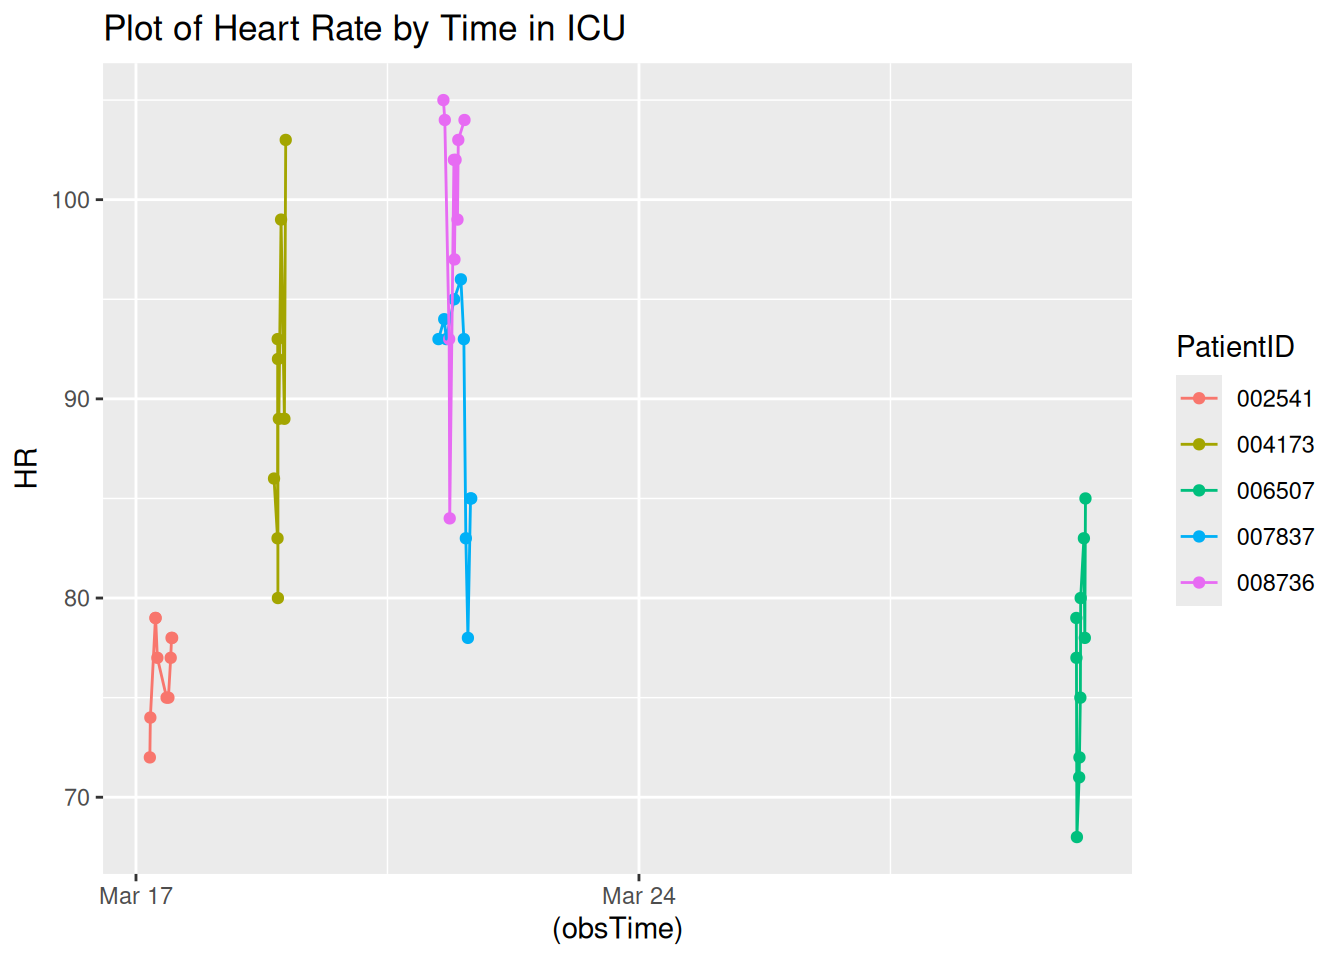 Plot of Heart Rate by Time in ICU
HR
100
90
80
70
Mar 17
Mar 24
(obsTime)
PatientID
002541
004173
006507
007837
008736